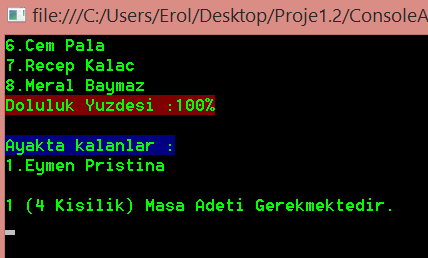 file:///C:/Users/Erol/Desktop/Proje1.2/ConsoleA
6.Cem Pala
7.Recep Kalac
8.Meral Baymaz
Doluluk Yuzdesi :100%
Ayakta kalanlar :
1.Eymen Pristina
1 (4 Kisilik) Masa Adeti Gerekmektedir.